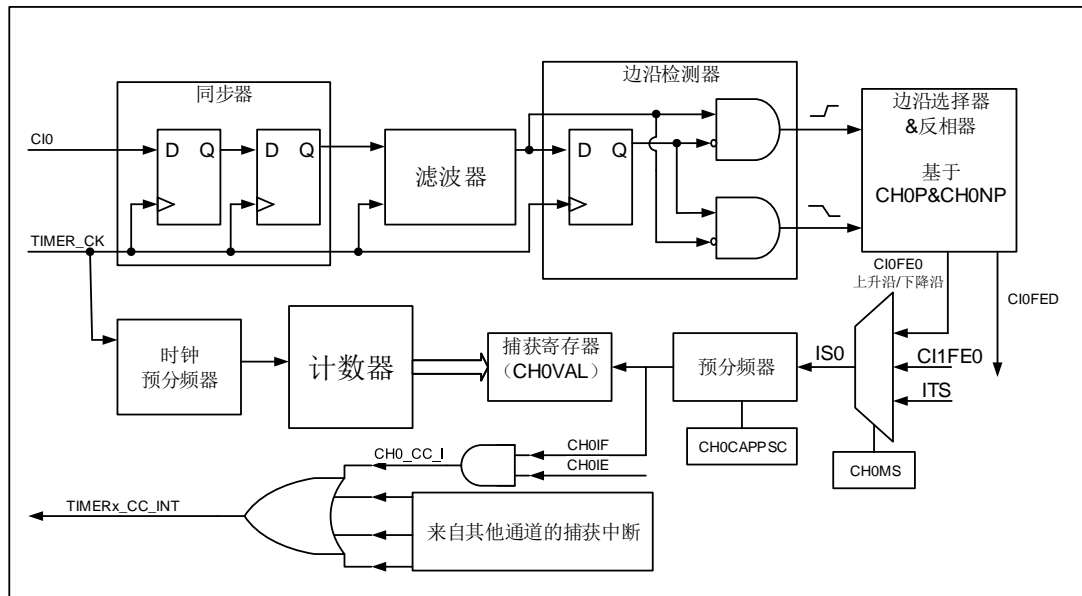 同步器
边沿检测器
CI0
D Q
D Q
滤波器
D Q
边沿选择器
&反相器
基于
CH0P&CH0NP
TIMER_CK
CI0FE0
上升沿/下降沿
CI0FED
时钟
预分频器
计数器
捕获寄存器
(CH0VAL)
预分频器
IS0
CI1FE0
ITS
CH0CAPPSC
CH0MS
CH0_CC_I
CH0IF
CH0IE
TIMERx_CC_INT
来自其他通道的捕获中断